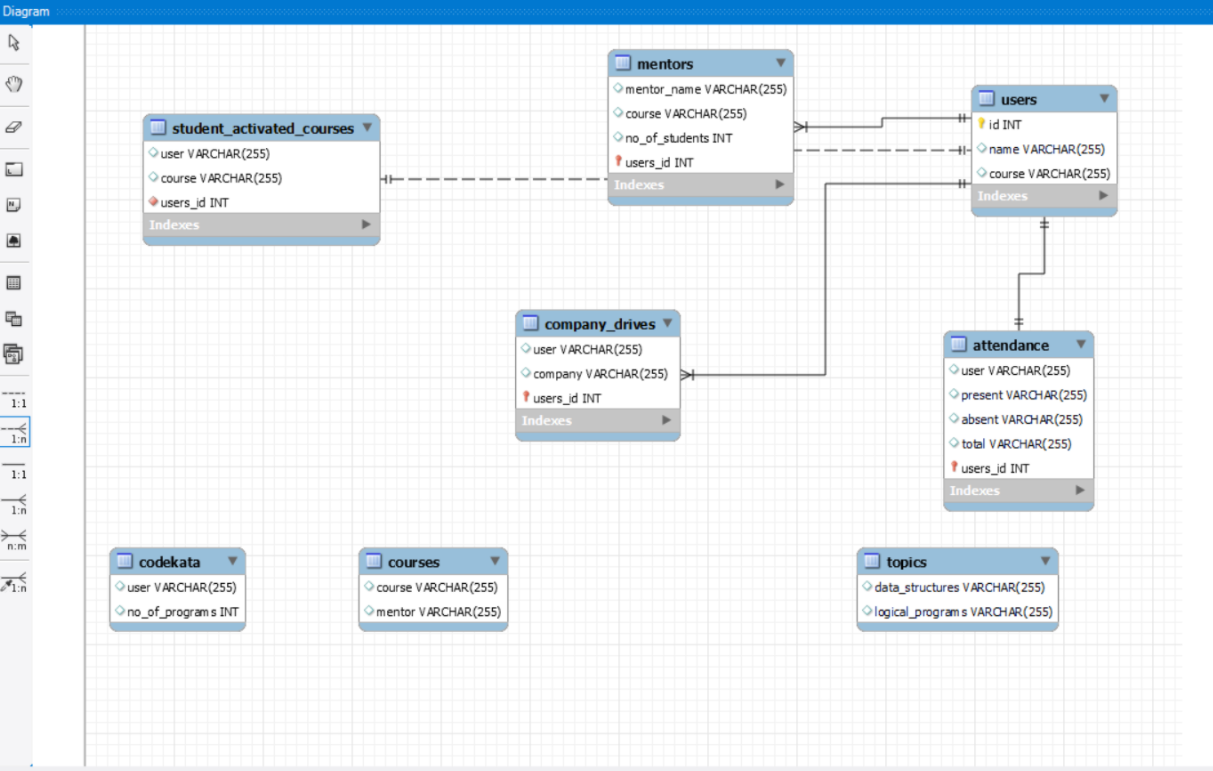 Diagram
mentors
mentor_name VARCHAR(255)
course VARCHAR(255)
no_of_students INT
users_id INT
Indexes
users
id INT
name VARCHAR(255)
course VARCHAR(255)
Indexes
student_activated_courses
user VARCHAR(255)
course VARCHAR(255)
users_id INT
Indexes
company_drives
user VARCHAR(255)
company VARCHAR(255)
users_id INT
Indexes
attendance
user VARCHAR(255)
present VARCHAR(255)
absent VARCHAR(255)
total VARCHAR(255)
users_id INT
Indexes
1:1
1:n
1:1
1:n
n:m
1:n
codekata
user VARCHAR(255)
no_of_programs INT
courses
course VARCHAR(255)
mentor VARCHAR(255)
topics
data_structures VARCHAR(255)
logical_programs VARCHAR(255)